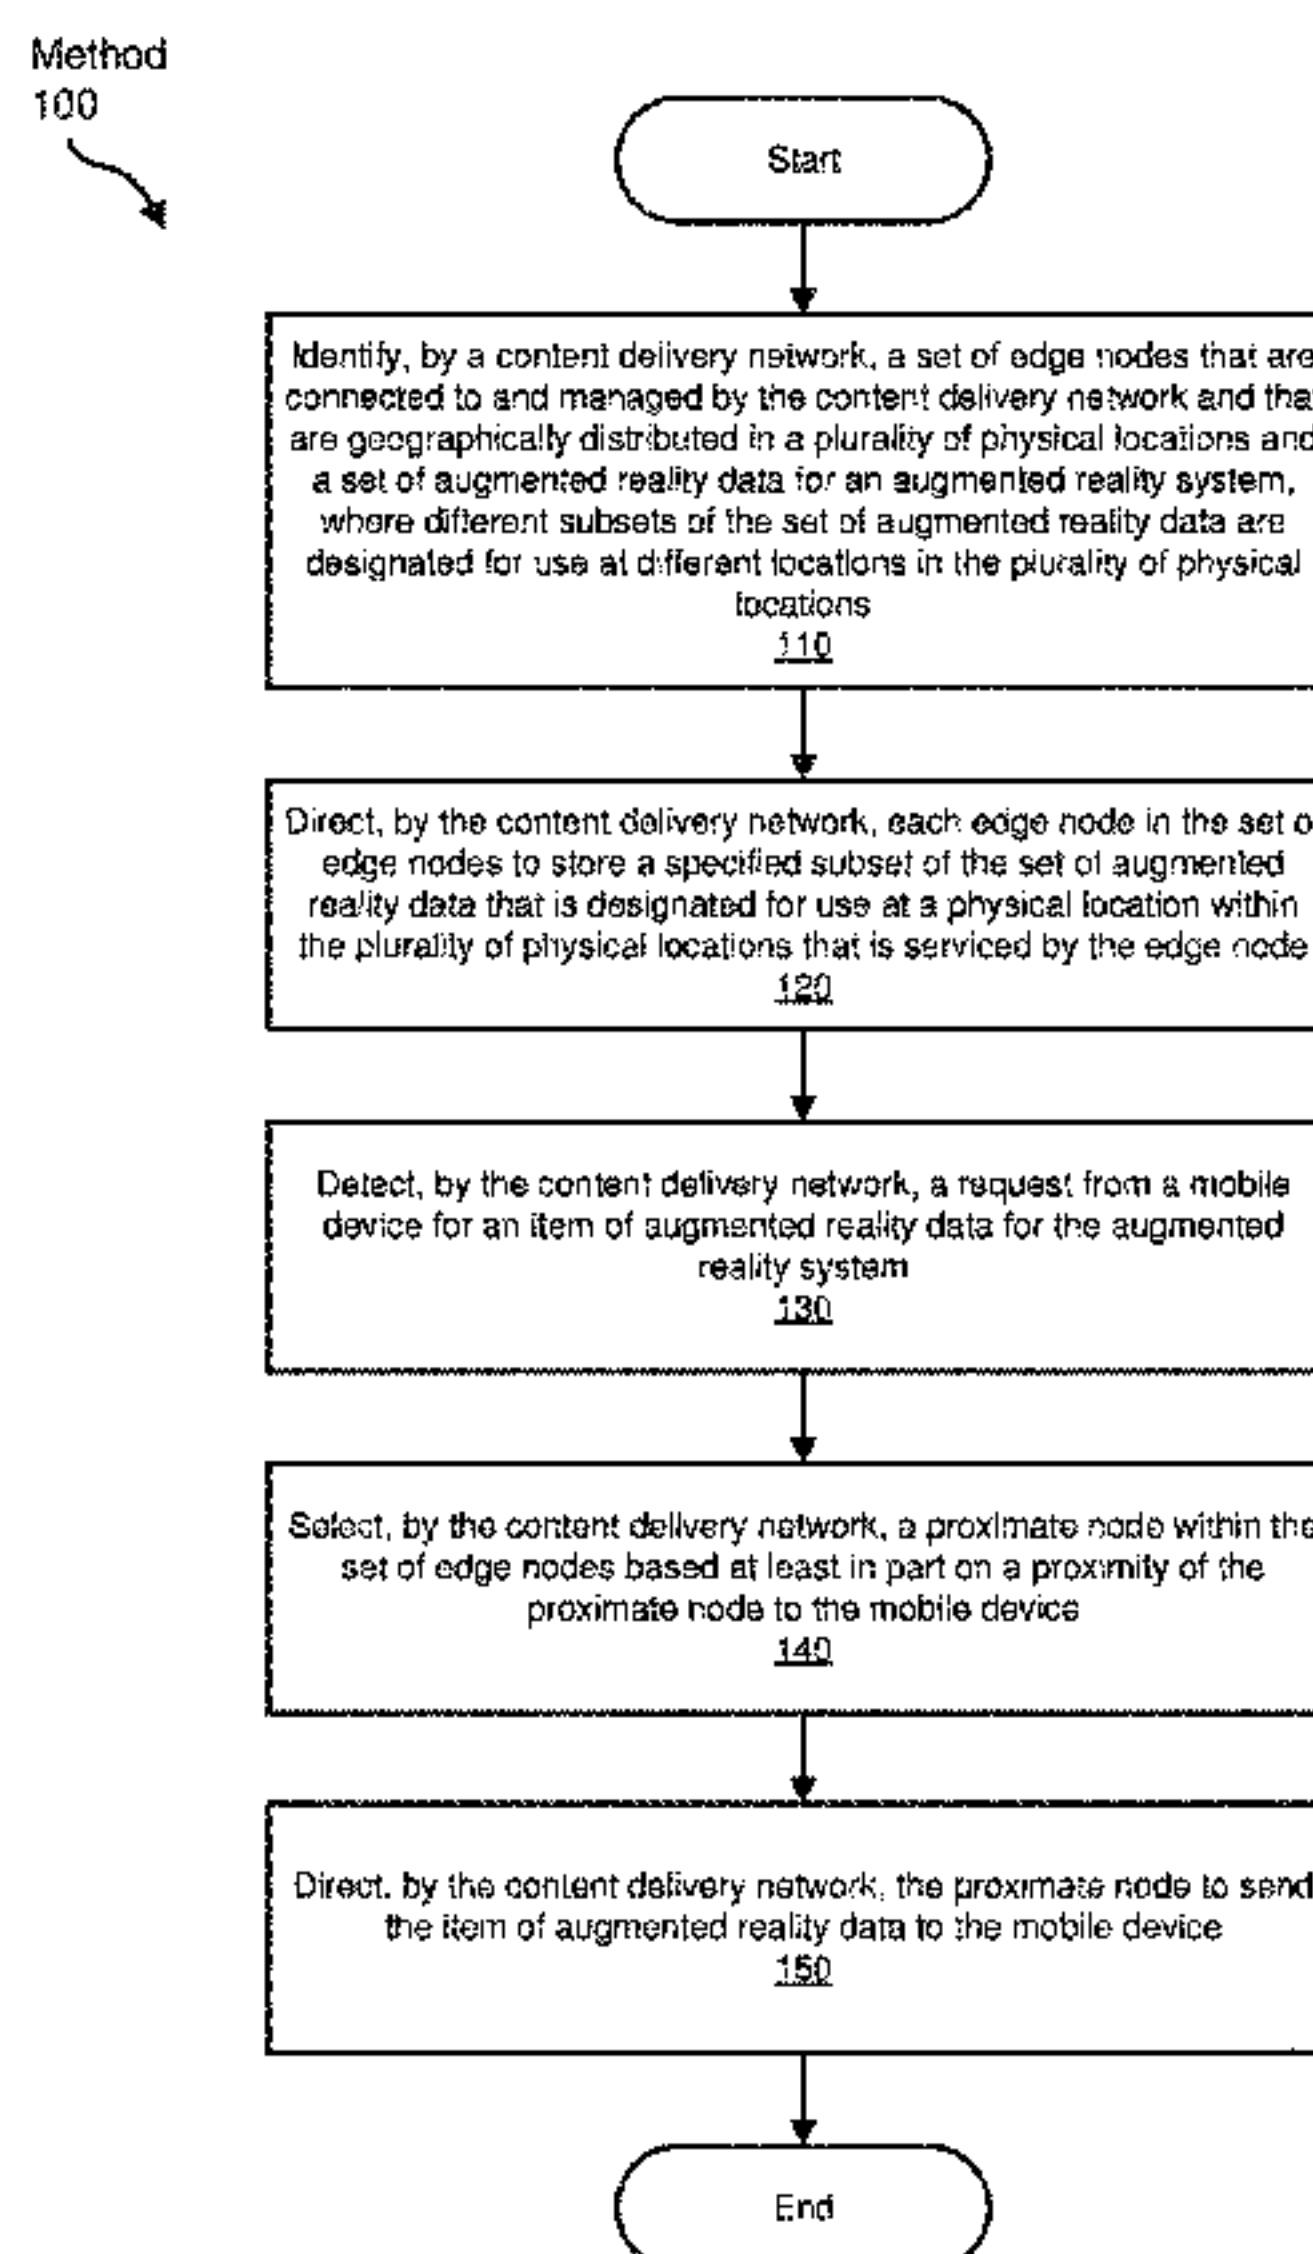 Method
100
Start
Identify, by a content delivery network, a set of edge nodes that are
connected to and managed by the content delivery network and tha
are geographically distributed in a plurality of physical locations and
a set of augmented reality data for an augmented reality system,
where different subsets of the set of augmented reality data are
designated for use at different locations in the plurality of physical
locations
110
Direct, by the content delivery network, each edge node in the set o
edge nodes to store a specified subset of the set of augmented
reality data that is designated for use at a physical location within
the plurality of physical locations that is serviced by the edge node
120
Detect, by the content delivery network, a request from a mobile
device for an item of augmented reality data for the augmented
reality system
130
Select, by the content delivery network, a proximate node within the
set of edge nodes based at least in part on a proximity of the
proximate node to the mobile device
140
Direct, by the content delivery network, the proximate node to send
the item of augmented reality data to the mobile device
150
End